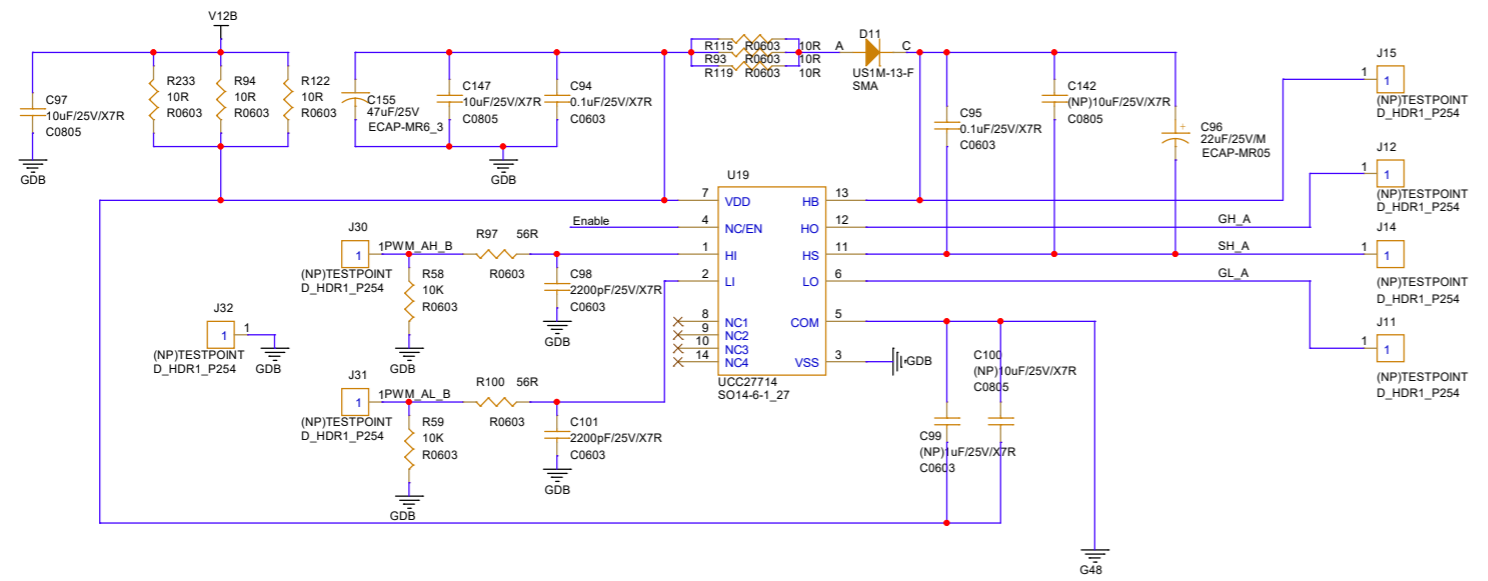 V12B
C97
10uF/25V/X7R
C0805
GDB
R233
10R
R0603
R94
10R
R0603
R122
10R
R0603
C155
47uF/25V
ECAP-MR6_3
C147
10uF/25V/X7R
C0805
C94
0.1uF/25V/X7R
C0603
GDB
R115 R0603 10R
R93 R0603 10R
R119 R0603 10R
A D11 C
US1M-13-F
SMA
C95
0.1uF/25V/X7R
C0603
C142
(NP)10uF/25V/X7R
C0805
+
C96
22uF/25V/M
ECAP-MR05
J15
1 1
(NP)TESTPOINT
D_HDR1_P254
J12
1 1
(NP)TESTPOINT
D_HDR1_P254
J14
1 1
(NP)TESTPOINT
D_HDR1_P254
J11
1 1
(NP)TESTPOINT
D_HDR1_P254
GH_A
SH_A
GL_A
U19
7 VDD HB 13
4 NC/EN HO 12
1 HI HS 11
2 LI LO 6
8 NC1 COM 5
9 NC2
10 NC3
14 NC4 VSS 3
UCC27714
SO14-6-1_27
GDB
Enable
J30
1 1 PWM_AH_B
(NP)TESTPOINT
D_HDR1_P254
R97 56R
R0603
R58
10K
R0603
GDB
C98
2200pF/25V/X7R
C0603
GDB
J32
1 1
(NP)TESTPOINT
D_HDR1_P254
GDB
J31
1 1 PWM_AL_B
(NP)TESTPOINT
D_HDR1_P254
R100 56R
R0603
R59
10K
R0603
GDB
C101
2200pF/25V/X7R
C0603
GDB
C100
(NP)10uF/25V/X7R
C0805
C99
(NP)1uF/25V/X7R
C0603
G48